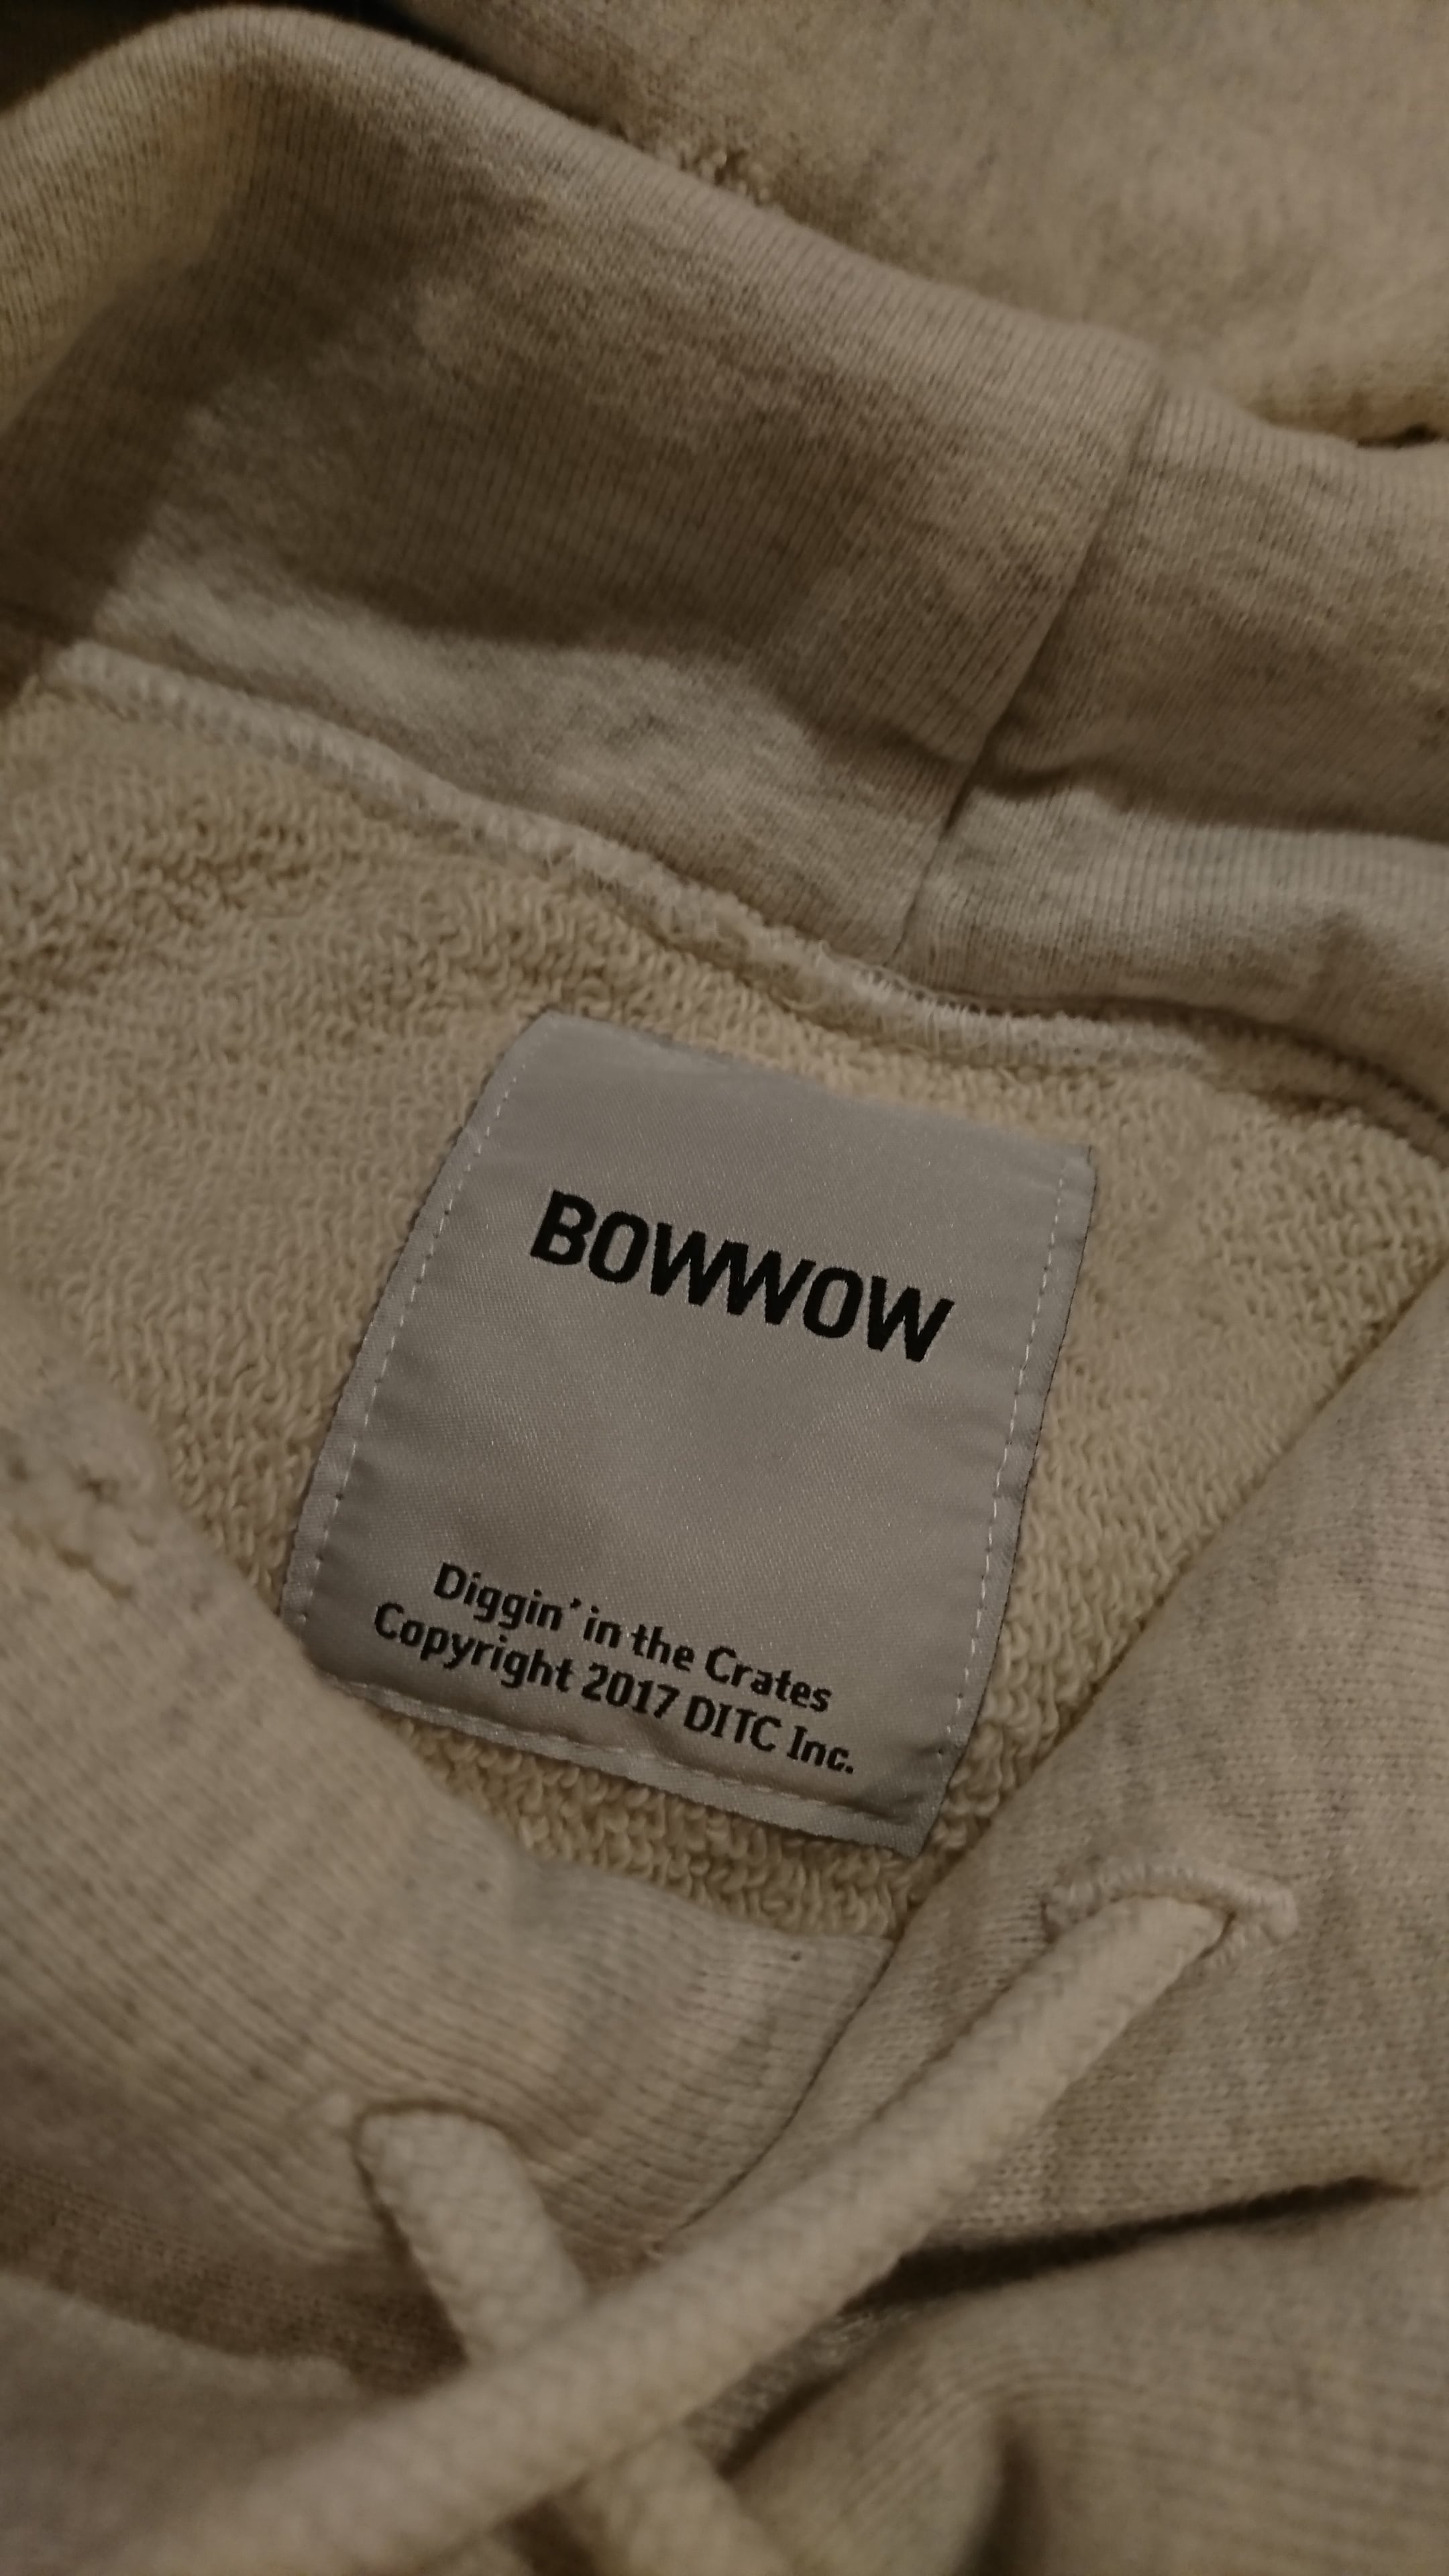 BOWWOW
Diggin' in the Crates
Copyright 2017 DITC Inc.